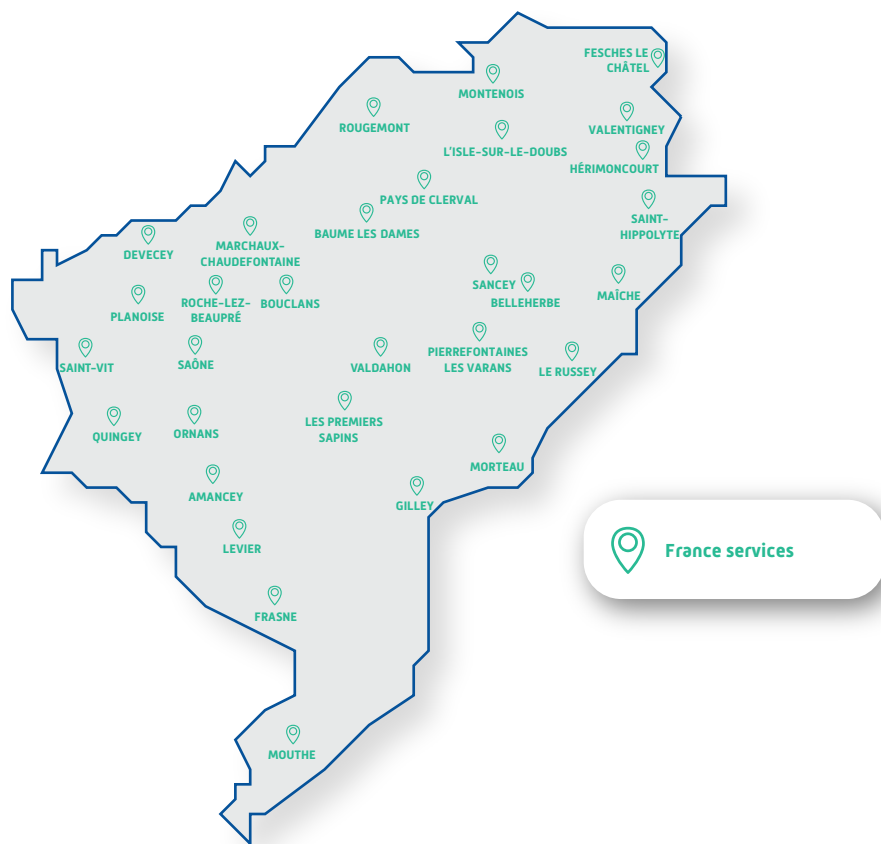 FESCHES LE
CHÂTEL
MONTENOIS
ROUGEMONT
VALENTIGNEY
L'ISLE-SUR-LE-DOUBS
HÉRIMONCOURT
PAYS DE CLERVAL
SAINT-
HIPPOLYTE
BAUME LES DAMES
DEVECEY
MARCHAUX-
CHAUDEFONTAINE
SANCEY
BELLEHERBE
MAÎCHE
PLANOISE
ROCHE-LEZ-
BEAUPRÉ
BOUCLANS
SAINT-VIT
SAÔNE
VALDAHON
PIERREFONTAINES
LES VARANS
LE RUSSEY
QUINGEY
ORNANS
LES PREMIERS
SAPINS
MORTEAU
AMANCEY
GILLEY
LEVIER
France services
FRASNE
MOUTHE